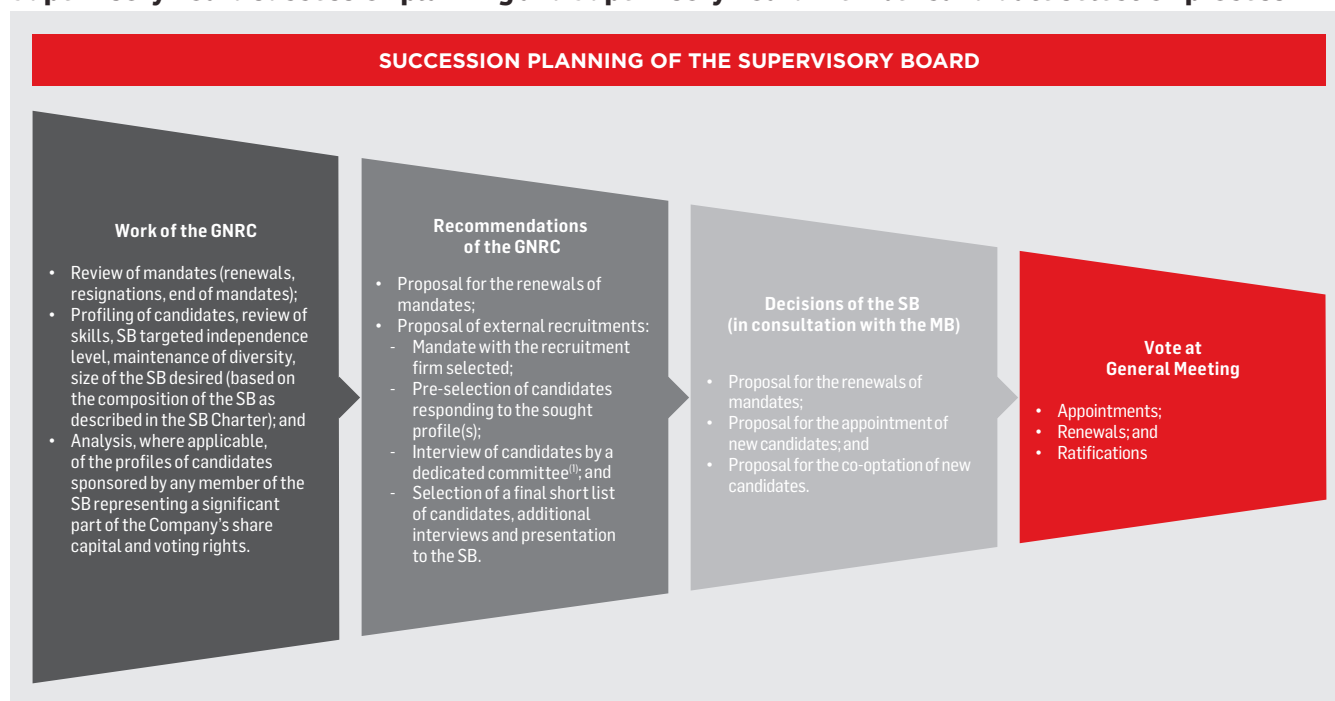 SUCCESSION PLANNING OF THE SUPERVISORY BOARD
Work of the GNRC
• Review of mandates (renewals,
resignations, end of mandates);
• Profiling of candidates, review of
skills, SB targeted independence
level, maintenance of diversity,
size of the SB desired (based on
the composition of the SB as
described in the SB Charter); and
• Analysis, where applicable,
of the profiles of candidates
sponsored by any member of the
SB representing a significant
part of the Company's share
capital and voting rights.
Recommendations
of the GNRC
• Proposal for the renewals of
mandates;
• Proposal of external recruitments:
- Mandate with the recruitment
firm selected;
- Pre-selection of candidates
responding to the sought
profile(s);
- Interview of candidates by a
dedicated committee(1); and
- Selection of a final short list
of candidates, additional
interviews and presentation
to the SB.
Decisions of the SB
(in consultation with the MB)
• Proposal for the renewals of
mandates;
• Proposal for the appointment of
new candidates; and
• Proposal for the co-optation of new
candidates.
Vote at
General Meeting
• Appointments;
• Renewals; and
• Ratifications